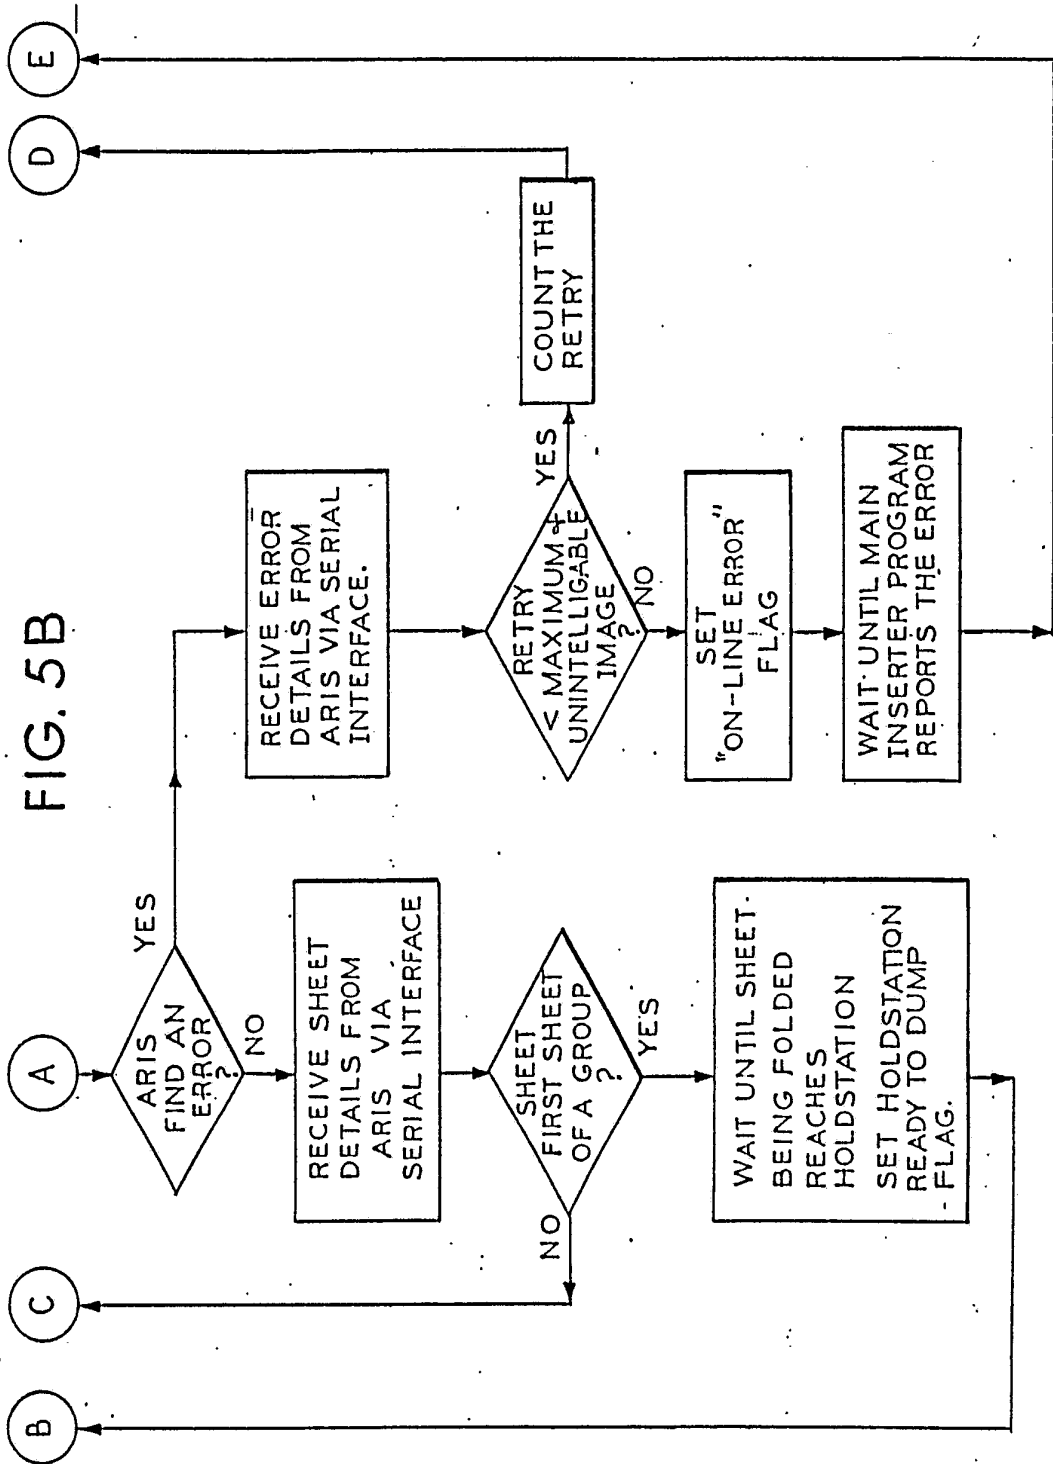 FIG. 5B
B
C
A
D
E
ARIS
FIND AN
ERROR
?
YES
NO
RECEIVE SHEET
DETAILS FROM
ARIS VIA
SERIAL INTERFACE
SHEET
FIRST SHEET
OF A GROUP
?
NO
YES
WAIT UNTIL SHEET
BEING FOLDED
REACHES
HOLDSTATION
SET HOLDSTATION
READY TO DUMP
FLAG.
RECEIVE ERROR
DETAILS FROM
ARIS VIA SERIAL
INTERFACE.
RETRY
< MAXIMUM +
UNINTELLIGABLE
IMAGE
?
YES
NO
COUNT THE
RETRY
SET
"ON-LINE ERROR"
FLAG
WAIT UNTIL MAIN
INSERTER PROGRAM
REPORTS THE ERROR